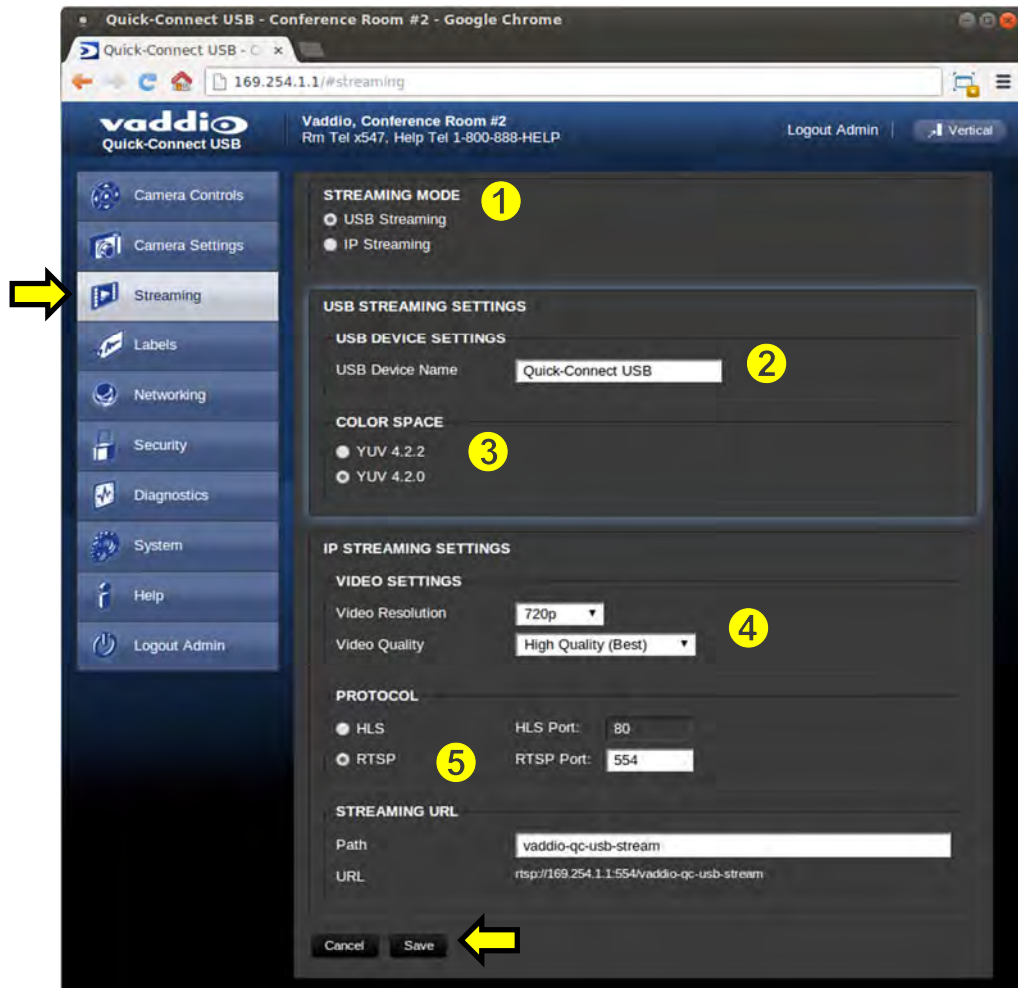 Quick-Connect USB - Conference Room #2 - Google Chrome
Quick-Connect USB - C
169.254.1.1/#streaming
vaddio
Quick-Connect USB
Vaddio, Conference Room #2
Rm Tel x547, Help Tel 1-800-888-HELP
Logout Admin
Vertical
Camera Controls
Camera Settings
Streaming
Labels
Networking
Security
Diagnostics
System
Help
Logout Admin
STREAMING MODE
1
USB Streaming
IP Streaming
USB STREAMING SETTINGS
USB DEVICE SETTINGS
USB Device Name Quick-Connect USB
2
COLOR SPACE
YUV 4.2.2
3
YUV 4.2.0
IP STREAMING SETTINGS
VIDEO SETTINGS
Video Resolution 720p
4
Video Quality High Quality (Best)
PROTOCOL
HLS HLS Port: 80
RTSP 5 RTSP Port: 554
STREAMING URL
Path vaddio-qc-usb-stream
URL rtsp://169.254.1.1:554/vaddio-qc-usb-stream
Cancel Save